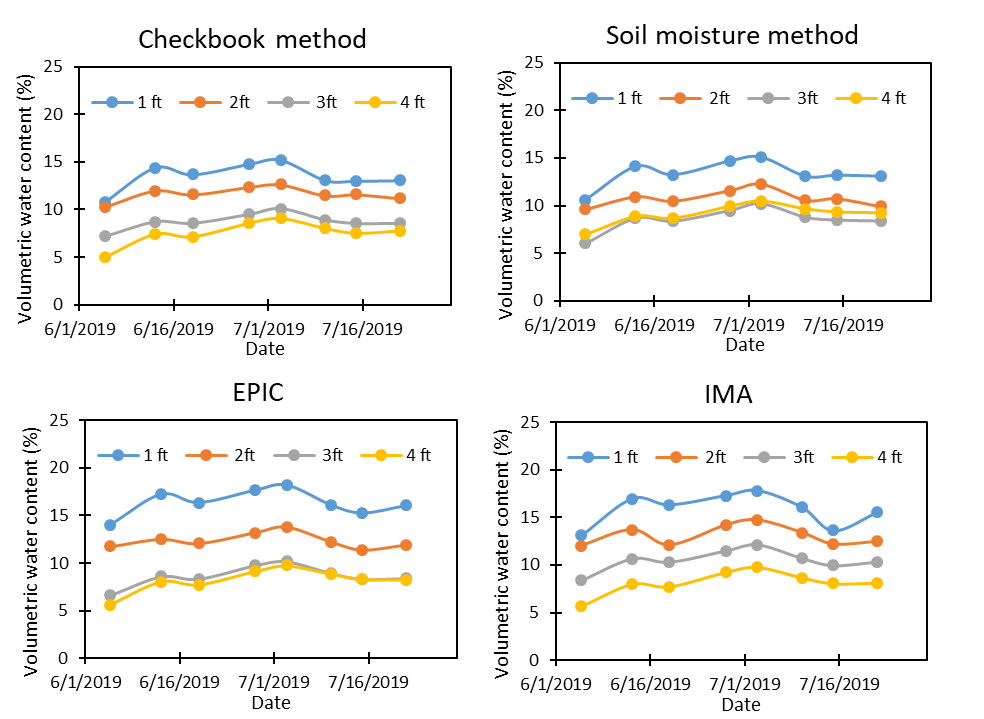 Checkbook method
Volumetric water content (%)
25
20
15
10
5
0
1 ft 2ft 3ft 4 ft
6/1/2019 6/16/2019 7/1/2019 7/16/2019
Date
Soil moisture method
Volumetric water content (%)
25
20
15
10
5
0
1 ft 2ft 3ft 4 ft
6/1/2019 6/16/2019 7/1/2019 7/16/2019
Date
EPIC
Volumetric water content (%)
25
20
15
10
5
0
1 ft 2ft 3ft 4 ft
6/1/2019 6/16/2019 7/1/2019 7/16/2019
Date
IMA
Volumetric water content (%)
25
20
15
10
5
0
1 ft 2ft 3ft 4 ft
6/1/2019 6/16/2019 7/1/2019 7/16/2019
Date